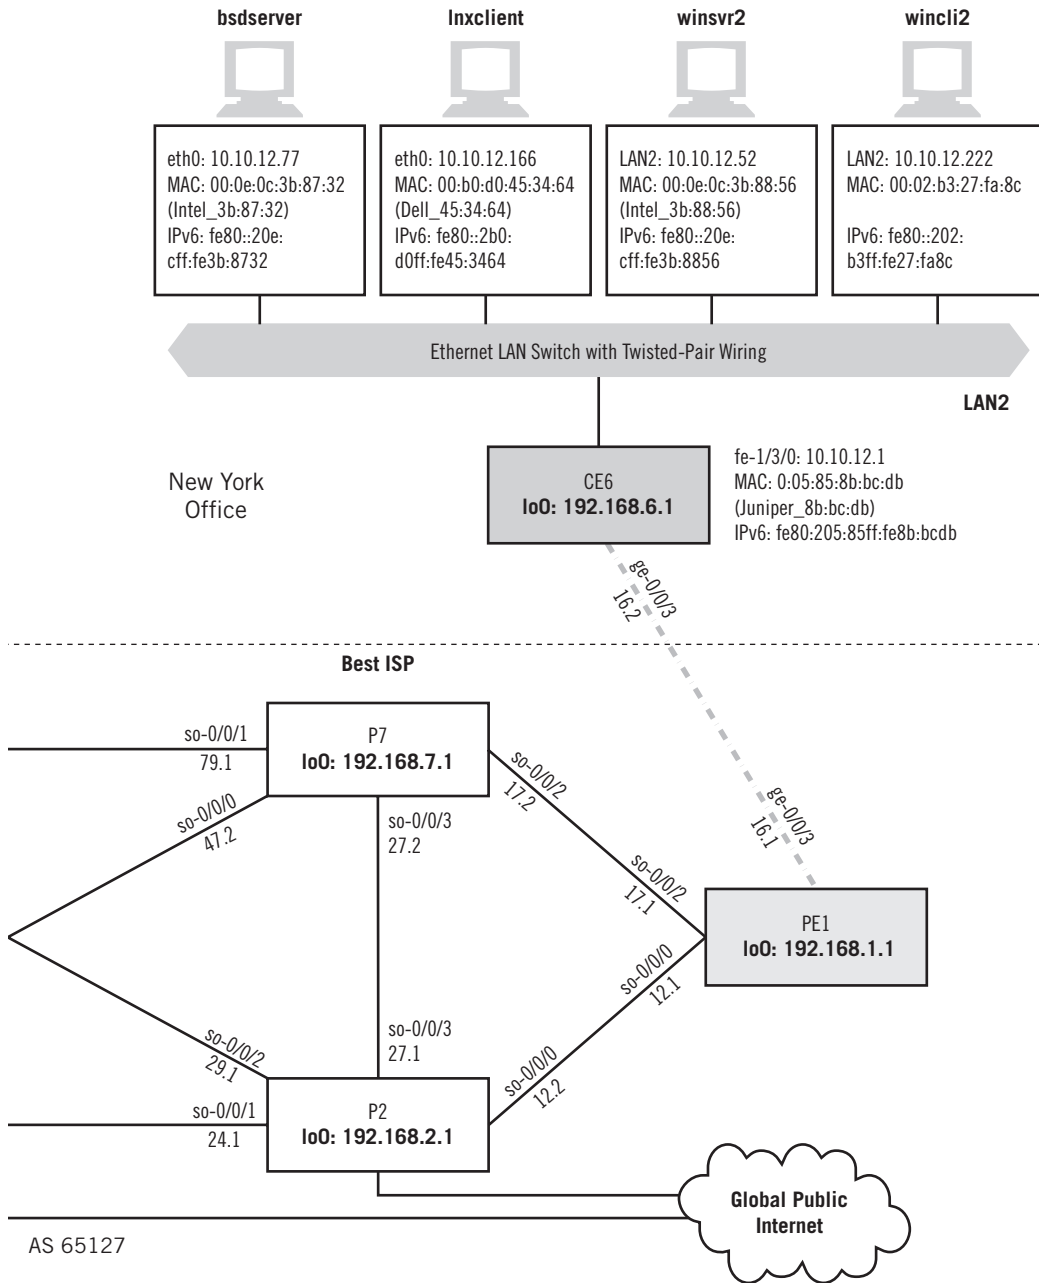 bsdserver
lnxclient
winsvr2
wincli2
eth0: 10.10.12.77
MAC: 00:0e:0c:3b:87:32
(Intel_3b:87:32)
IPv6: fe80::20e:
cff:fe3b:8732
eth0: 10.10.12.166
MAC: 00:b0:d0:45:34:64
(Dell_45:34:64)
IPv6: fe80::2b0:
d0ff:fe45:3464
LAN2: 10.10.12.52
MAC: 00:0e:0c:3b:88:56
(Intel_3b:88:56)
IPv6: fe80::20e:
cff:fe3b:8856
LAN2: 10.10.12.222
MAC: 00:02:b3:27:fa:8c
IPv6: fe80::202:
b3ff:fe27:fa8c
Ethernet LAN Switch with Twisted-Pair Wiring
LAN2
New York
Office
CE6
lo0: 192.168.6.1
fe-1/3/0: 10.10.12.1
MAC: 0:05:85:8b:bc:db
(Juniper_8b:bc:db)
IPv6: fe80:205:85ff:fe8b:bcdb
ge-0/0/3
16.2
Best ISP
so-0/0/1
79.1
P7
lo0: 192.168.7.1
so-0/0/2
17.2
so-0/0/0
47.2
so-0/0/3
27.2
ge-0/0/3
16.1
so-0/0/2
17.1
PE1
lo0: 192.168.1.1
so-0/0/0
12.1
so-0/0/3
27.1
so-0/0/2
29.1
so-0/0/0
12.2
so-0/0/1
24.1
P2
lo0: 192.168.2.1
Global Public
Internet
AS 65127